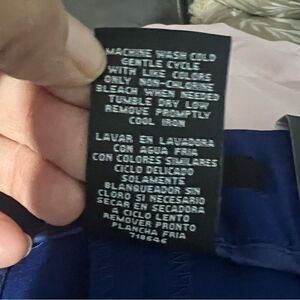 MACHINE WASH COLD
GENTLE CYCLE
WITH LIKE COLORS
ONLY NON-CHLORINE
BLEACH WHEN NEEDED
TUMBLE DRY LOW
REMOVE PROMPTLY
COOL IRON
LAVAR EN LAVADORA
CON AGUA FRIA
CON COLORES SIMILARES
CICLO DELICADO
SOLAMENTE
BLANQUEADOR SIN
CLORO SI NECESARIO
SECAR EN SECADORA
A CICLO LENTO
REMOVER PRONTO
PLANCHA FRIA
718646